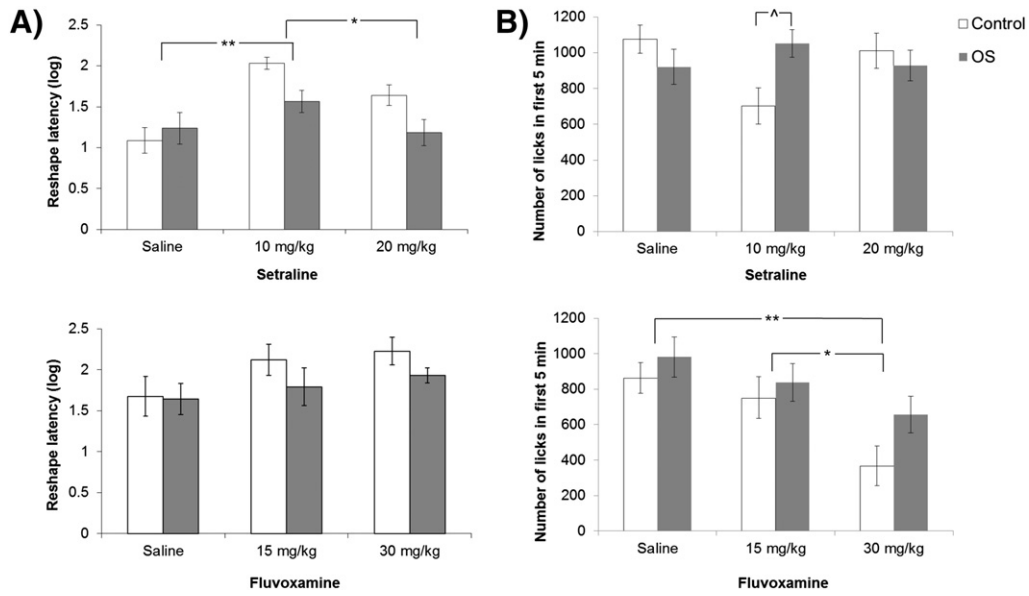 A)
Reshape latency (log)
2.5
2
1.5
1
0.5
0
**
*
Saline
10 mg/kg
20 mg/kg
Setraline
B)
Number of licks in first 5 min
1200
1000
800
600
400
200
0
^
Saline
10 mg/kg
20 mg/kg
Setraline
Control
OS
Reshape latency (log)
2.5
2
1.5
1
0.5
0
Saline
15 mg/kg
30 mg/kg
Fluvoxamine
Number of licks in first 5 min
1200
1000
800
600
400
200
0
**
*
Saline
15 mg/kg
30 mg/kg
Fluvoxamine